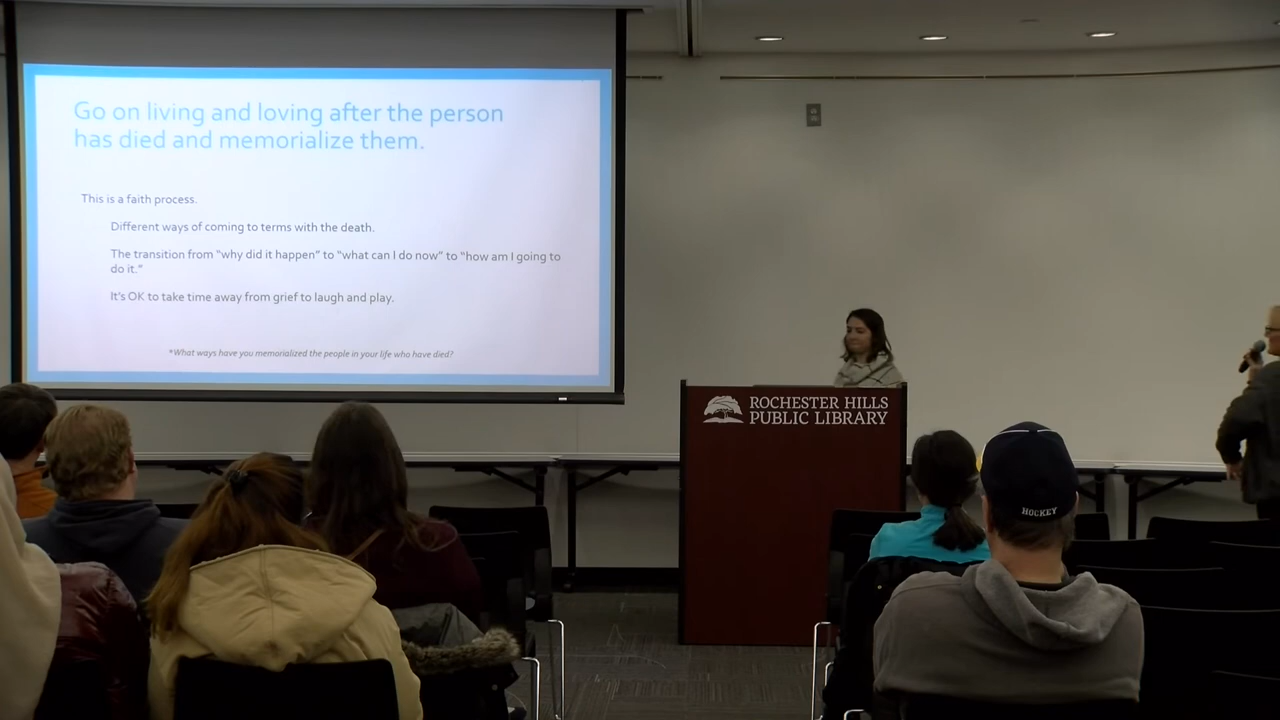 Go on living and loving after the person
has died and memorialize them.
This is a faith process.
Different ways of coming to terms with the death.
The transition from “why did it happen” to “what can I do now” to “how am I going to
do it.”
It’s OK to take time away from grief to laugh and play.
*What ways have you memorialized the people in your life who have died?
ROCHESTER HILLS
PUBLIC LIBRARY
HOCKEY